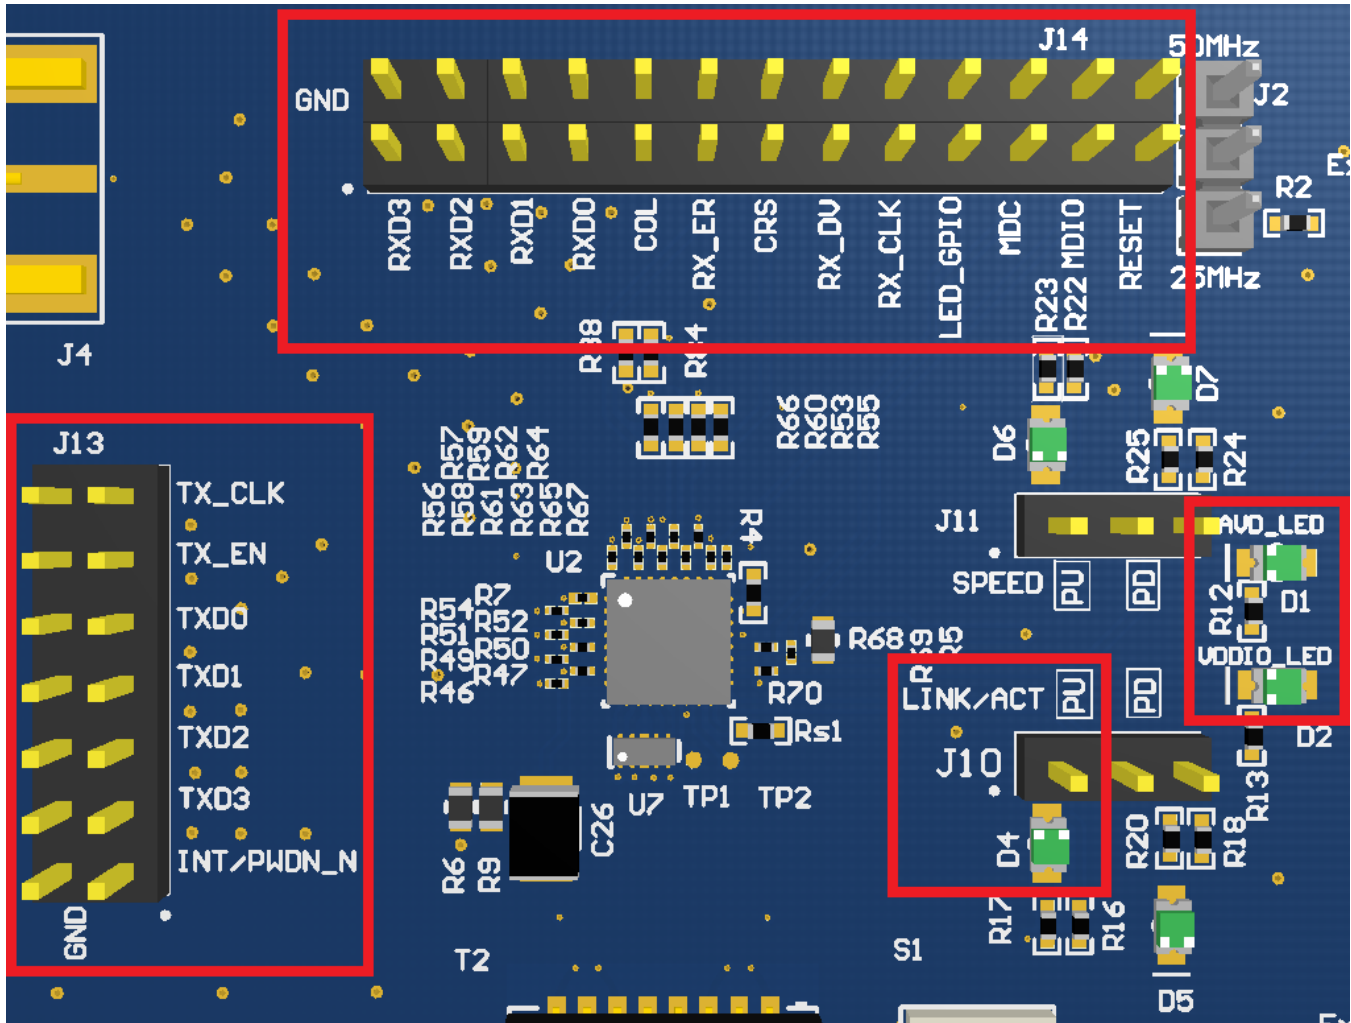 J14
50MHz
GND
J2
Ex
R2
RXD3
RXD2
RXD1
RXD0
COL
RX_ER
CRS
RX_DV
RX_CLK
LED_GPIO
MDC
MDIO
RESET
25MHz
J4
R23
R22
D7
J13
R57
R59
R62
R64
R66
R60
R53
R55
D6
R25
R24
TX_CLK
R56
R58
R61
R63
R65
R67
R4
J11
AVD_LED
TX_EN
U2
SPEED
PU
PD
R12
D1
TXD0
R54
R7
R51
R52
R49
R50
R46
R47
R68
VDDIO_LED
TXD1
R70
LINK/ACT
PU
PD
TXD2
Rs1
D2
J10
TXD3
U7
TP1
TP2
R13
INT/PWDN_N
C26
D4
R20
R18
R6
R9
GND
R17
R16
T2
S1
D5
Ex